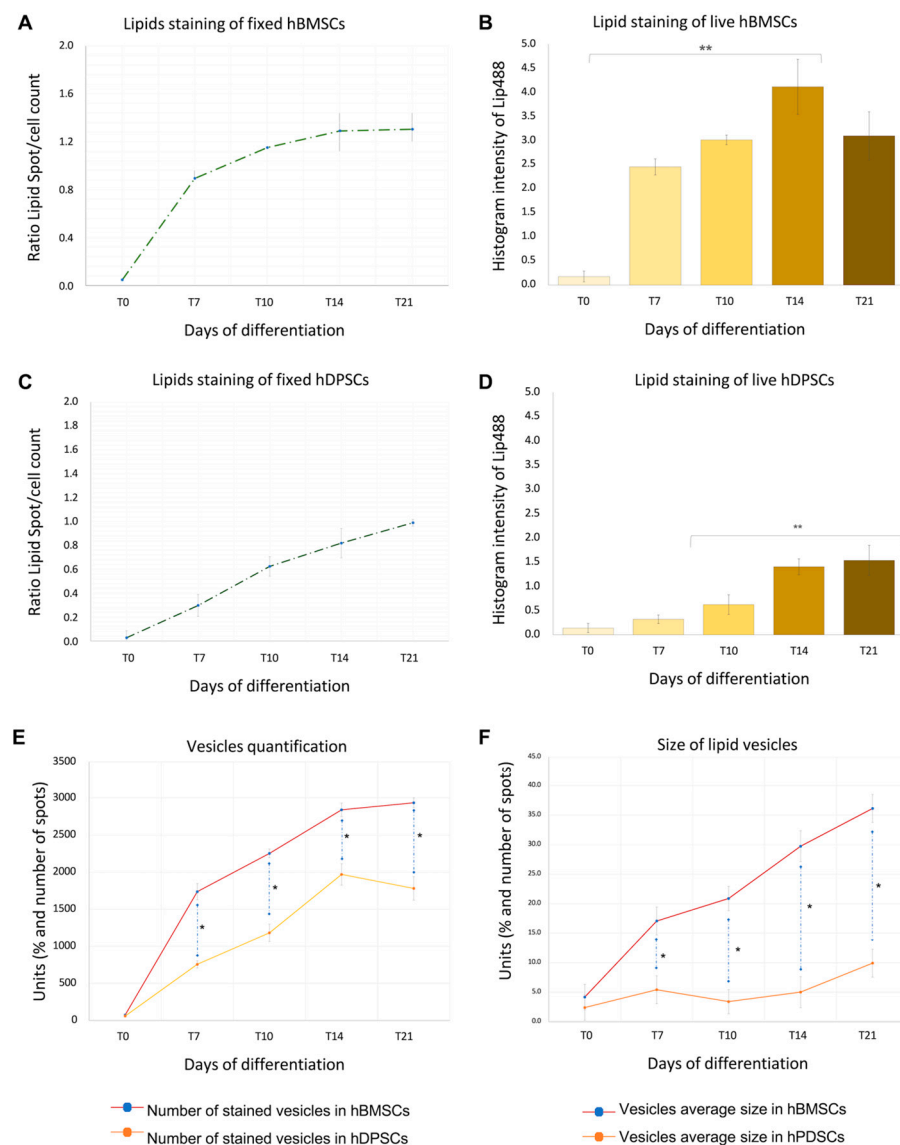 A
Lipids staining of fixed hBMSCs
Ratio Lipid Spot/cell count
2.0
1.6
1.2
0.8
0.4
0.0
T0 T7 T10 T14 T21
Days of differentiation
B
Lipid staining of live hBMSCs
Histogram intensity of Lip488
**
5.0
4.5
4.0
3.5
3.0
2.5
2.0
1.5
1.0
0.5
0.0
T0 T7 T10 T14 T21
Days of differentiation
C
Lipids staining of fixed hDPSCs
Ratio Lipid Spot/cell count
2.0
1.8
1.6
1.4
1.2
1.0
0.8
0.6
0.4
0.2
0.0
T0 T7 T10 T14 T21
Days of differentiation
D
Lipid staining of live hDPSCs
Histogram intensity of Lip488
**
5.0
4.5
4.0
3.5
3.0
2.5
2.0
1.5
1.0
0.5
0.0
T0 T7 T10 T14 T21
Days of differentiation
E
Vesicles quantification
Units (% and number of spots)
3500
3000
2500
2000
1500
1000
500
0
* * * *
T0 T7 T10 T14 T21
Days of differentiation
Number of stained vesicles in hBMSCs
Number of stained vesicles in hDPSCs
F
Size of lipid vesicles
Units (% and number of spots)
45.0
40.0
35.0
30.0
25.0
20.0
15.0
10.0
5.0
0.0
* * * *
T0 T7 T10 T14 T21
Days of differentiation
Vesicles average size in hBMSCs
Vesicles average size in hPDSCs